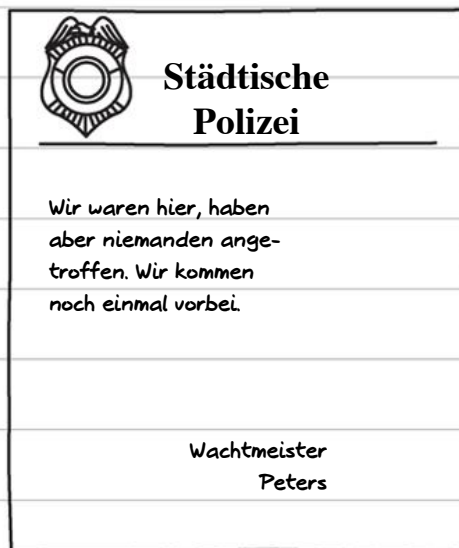 Städtische
Polizei
Wir waren hier, haben
aber niemanden ange-
troffen. Wir kommen
noch einmal vorbei.
Wachtmeister
Peters